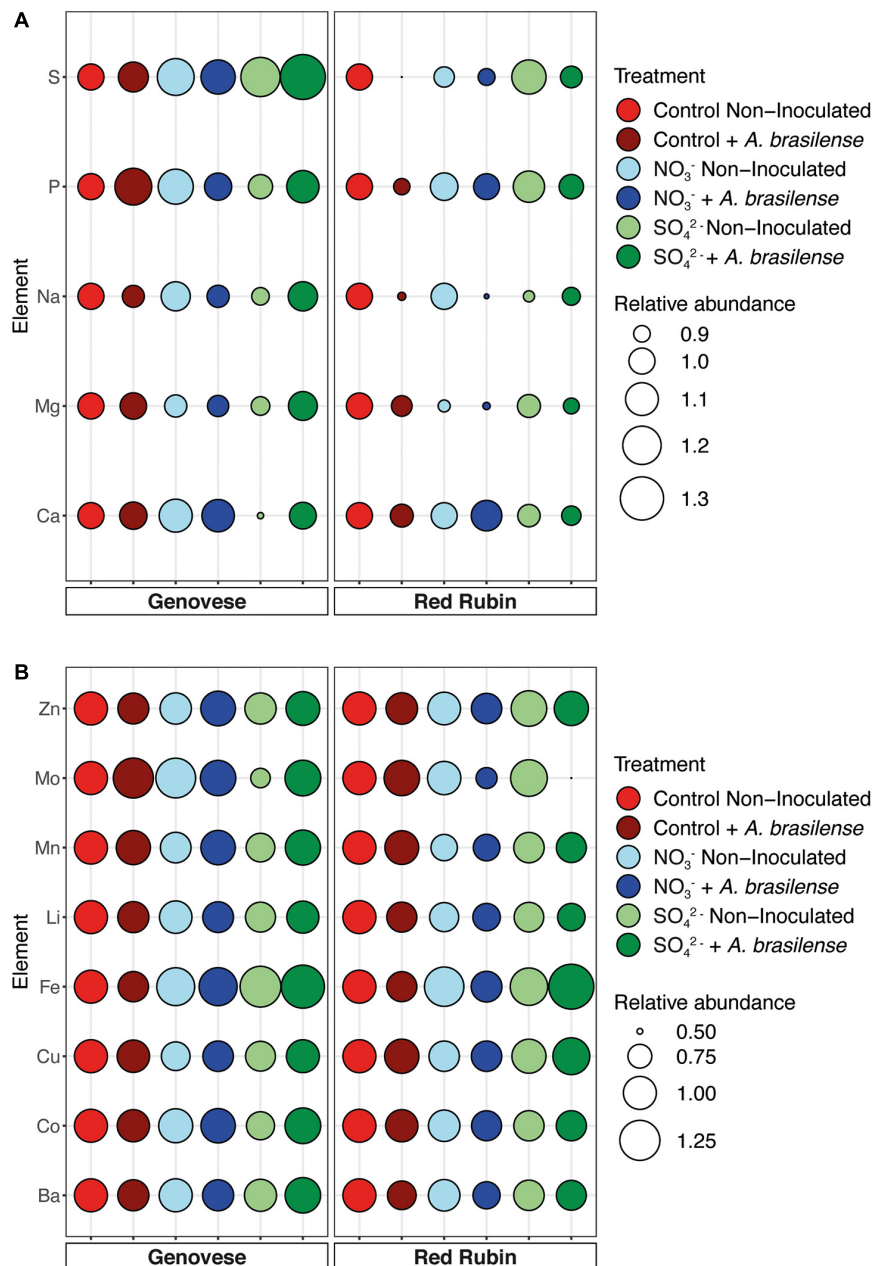 A
S
P
Na
Mg
Ca
Element
Genovese
Red Rubin
Treatment
Control Non−Inoculated
Control + A. brasilense
NO₃⁻ Non−Inoculated
NO₃⁻ + A. brasilense
SO₄²⁻ Non−Inoculated
SO₄²⁻ + A. brasilense
Relative abundance
0.9
1.0
1.1
1.2
1.3
B
Zn
Mo
Mn
Li
Fe
Cu
Co
Ba
Element
Genovese
Red Rubin
Treatment
Control Non−Inoculated
Control + A. brasilense
NO₃⁻ Non−Inoculated
NO₃⁻ + A. brasilense
SO₄²⁻ Non−Inoculated
SO₄²⁻ + A. brasilense
Relative abundance
0.50
0.75
1.00
1.25